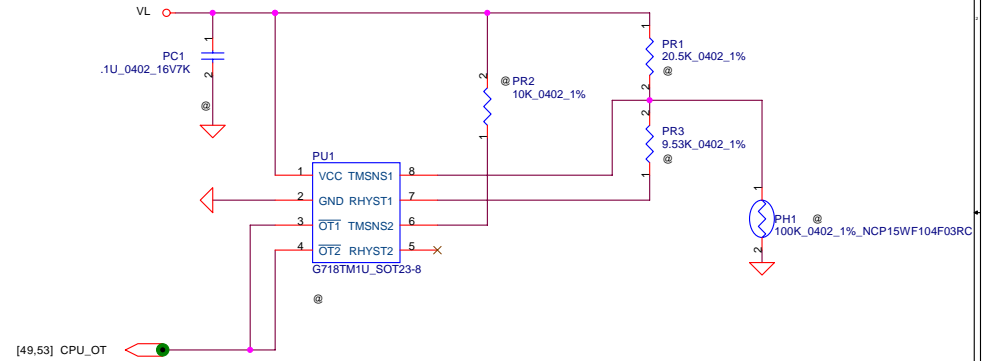 VL
1
PC1
.1U_0402_16V7K
2
@
2
@
PR2
10K_0402_1%
1
1
PR1
20.5K_0402_1%
@
2
2
PR3
9.53K_0402_1%
@
1
PU1
1 VCC TMSNS1 8
2 GND RHYST1 7
3 OT1 TMSNS2 6
4 OT2 RHYST2 5
G718TM1U_SOT23-8
@
1
PH1 @
100K_0402_1%_NCP15WF104F03RC
2
[49,53] CPU_OT